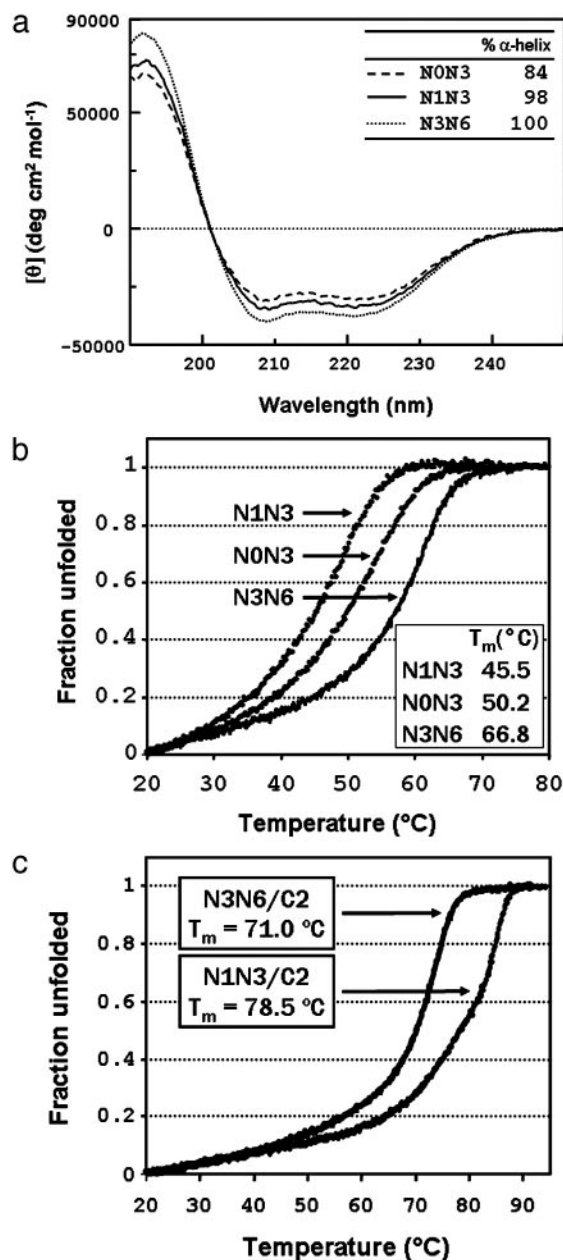 a
90000
50000
0
−50000
[θ] (deg cm² mol⁻¹)
% α-helix
N0N3 84
N1N3 98
N3N6 100
200 210 220 230 240
Wavelength (nm)
b
1
0.8
0.6
0.4
0.2
0
Fraction unfolded
N1N3
N0N3
N3N6
Tₘ(°C)
N1N3 45.5
N0N3 50.2
N3N6 66.8
20 30 40 50 60 70 80
Temperature (°C)
c
1
0.8
0.6
0.4
0.2
0
Fraction unfolded
N3N6/C2
Tₘ = 71.0 °C
N1N3/C2
Tₘ = 78.5 °C
20 30 40 50 60 70 80 90
Temperature (°C)